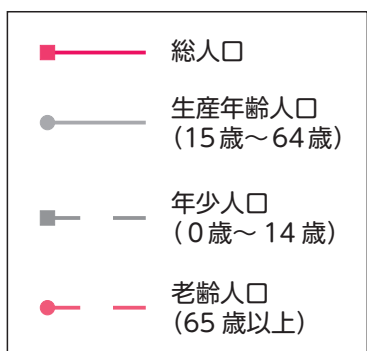 総人口
生産年齢人口
（15歳～64歳）
年少人口
（0歳～14歳）
老齢人口
（65歳以上）